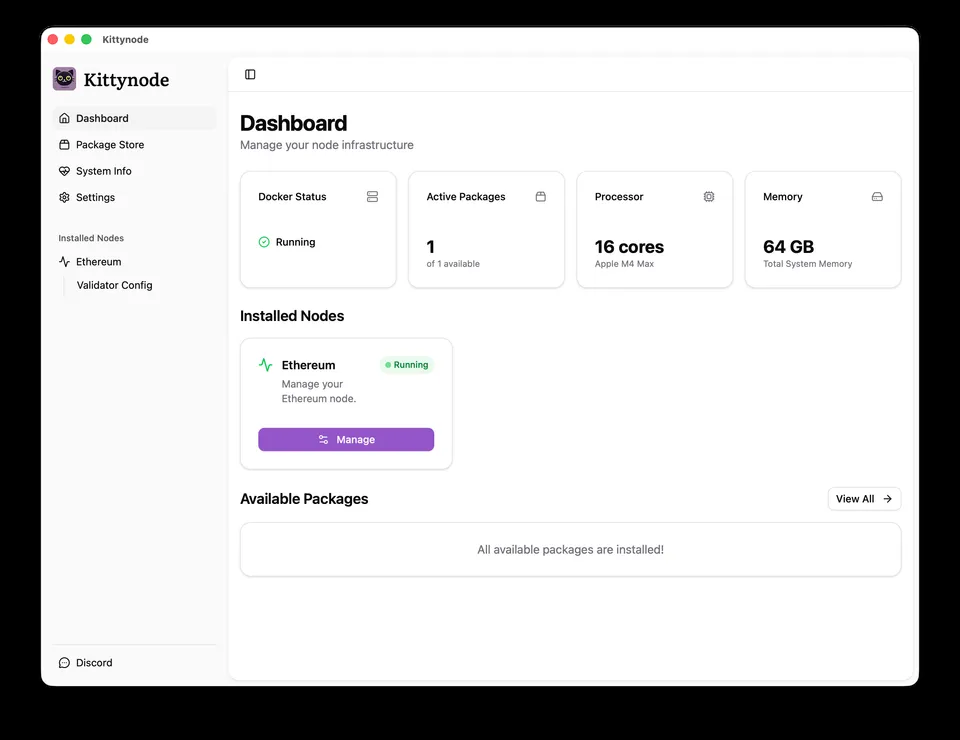 Kittynode
Kittynode
Dashboard
Package Store
System Info
Settings
Installed Nodes
Ethereum
Validator Config
Discord
Dashboard
Manage your node infrastructure
Docker Status
Running
Active Packages
1
of 1 available
Processor
16 cores
Apple M4 Max
Memory
64 GB
Total System Memory
Installed Nodes
Ethereum
Running
Manage your
Ethereum node.
Manage
Available Packages
View All
All available packages are installed!